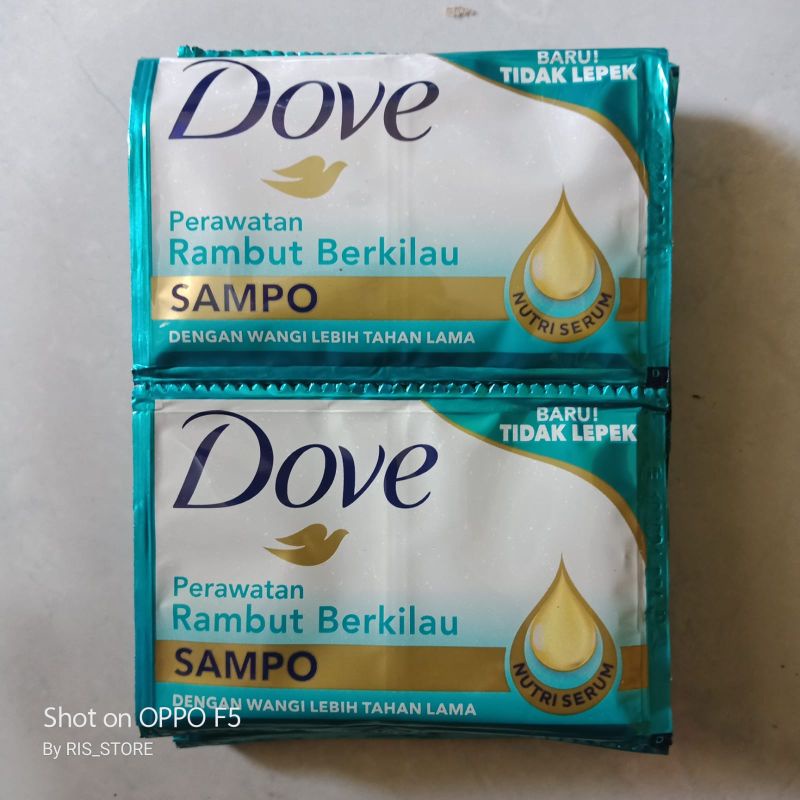 BARU!
TIDAK LEPEK
Dove
Perawatan
Rambut Berkilau
SAMPO
NUTRI SERUM
DENGAN WANGI LEBIH TAHAN LAMA
BARU!
TIDAK LEPEK
Dove
Perawatan
Rambut Berkilau
SAMPO
NUTRI SERUM
DENGAN WANGI LEBIH TAHAN LAMA
Shot on OPPO F5
By RIS_STORE